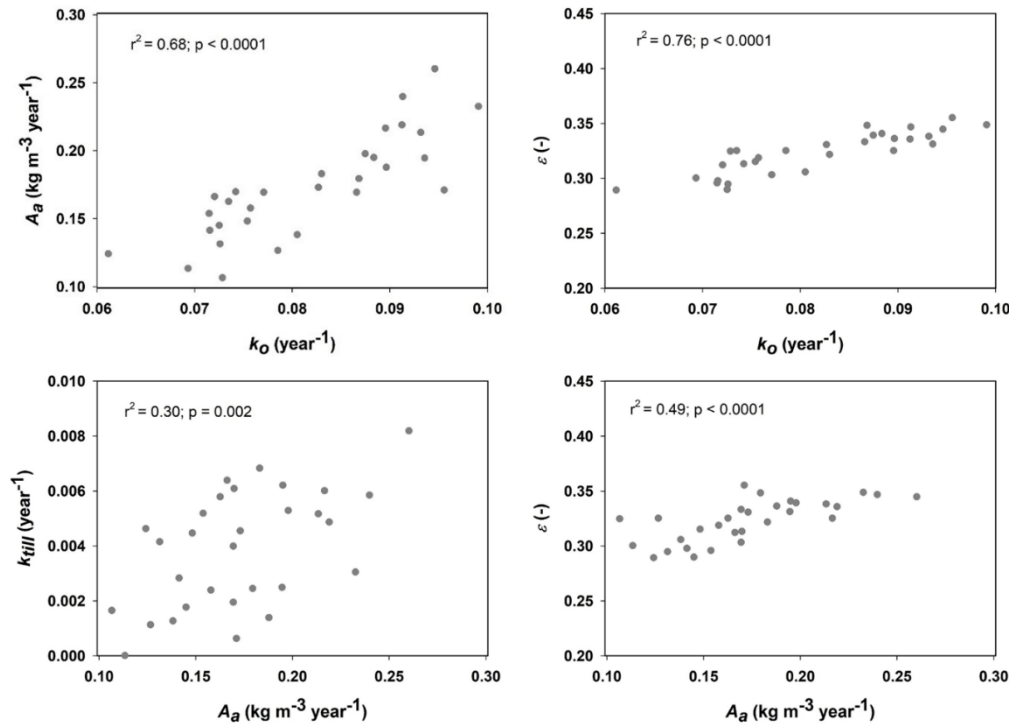 0.30
0.25
0.20
0.15
0.10
A_a (kg m⁻³ year⁻¹)
r² = 0.68; p < 0.0001
0.06 0.07 0.08 0.09 0.10
k_o (year⁻¹)
0.45
0.40
0.35
0.30
0.25
0.20
ε (-)
r² = 0.76; p < 0.0001
0.06 0.07 0.08 0.09 0.10
k_o (year⁻¹)
0.010
0.008
0.006
0.004
0.002
0.000
k_till (year⁻¹)
r² = 0.30; p = 0.002
0.10 0.15 0.20 0.25 0.30
A_a (kg m⁻³ year⁻¹)
0.45
0.40
0.35
0.30
0.25
0.20
ε (-)
r² = 0.49; p < 0.0001
0.10 0.15 0.20 0.25 0.30
A_a (kg m⁻³ year⁻¹)